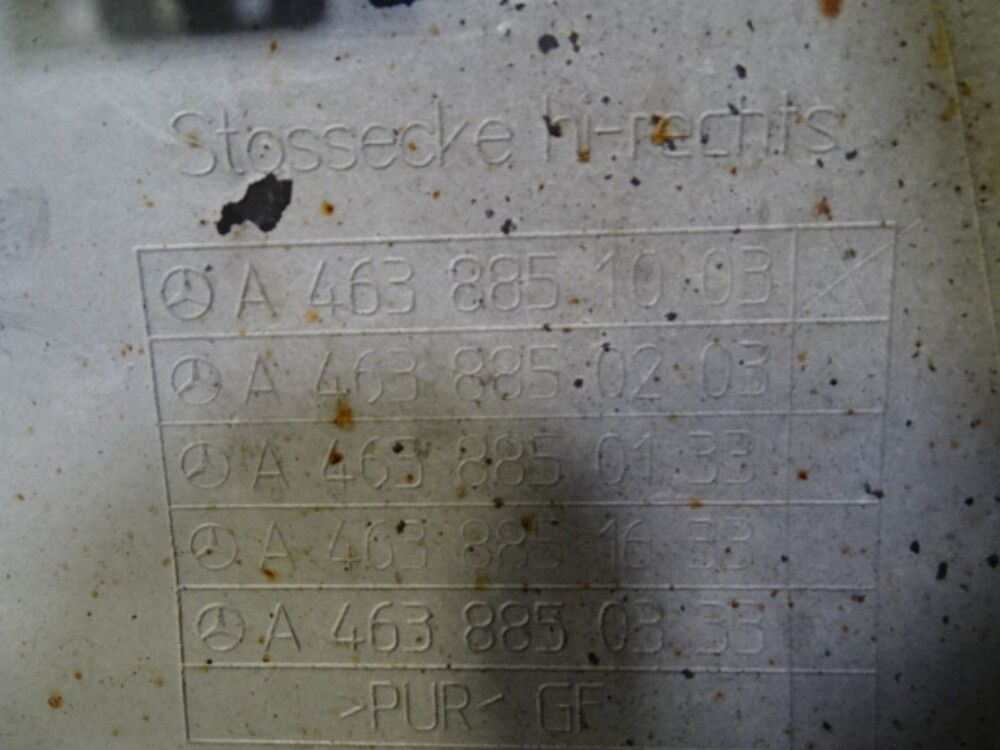 Stossecke hi-rechts
A 463 885 10 03
A 463 885 02 03
A 463 885 01 33
A 463 885 16 33
A 463 885 03 33
>PUR< GF